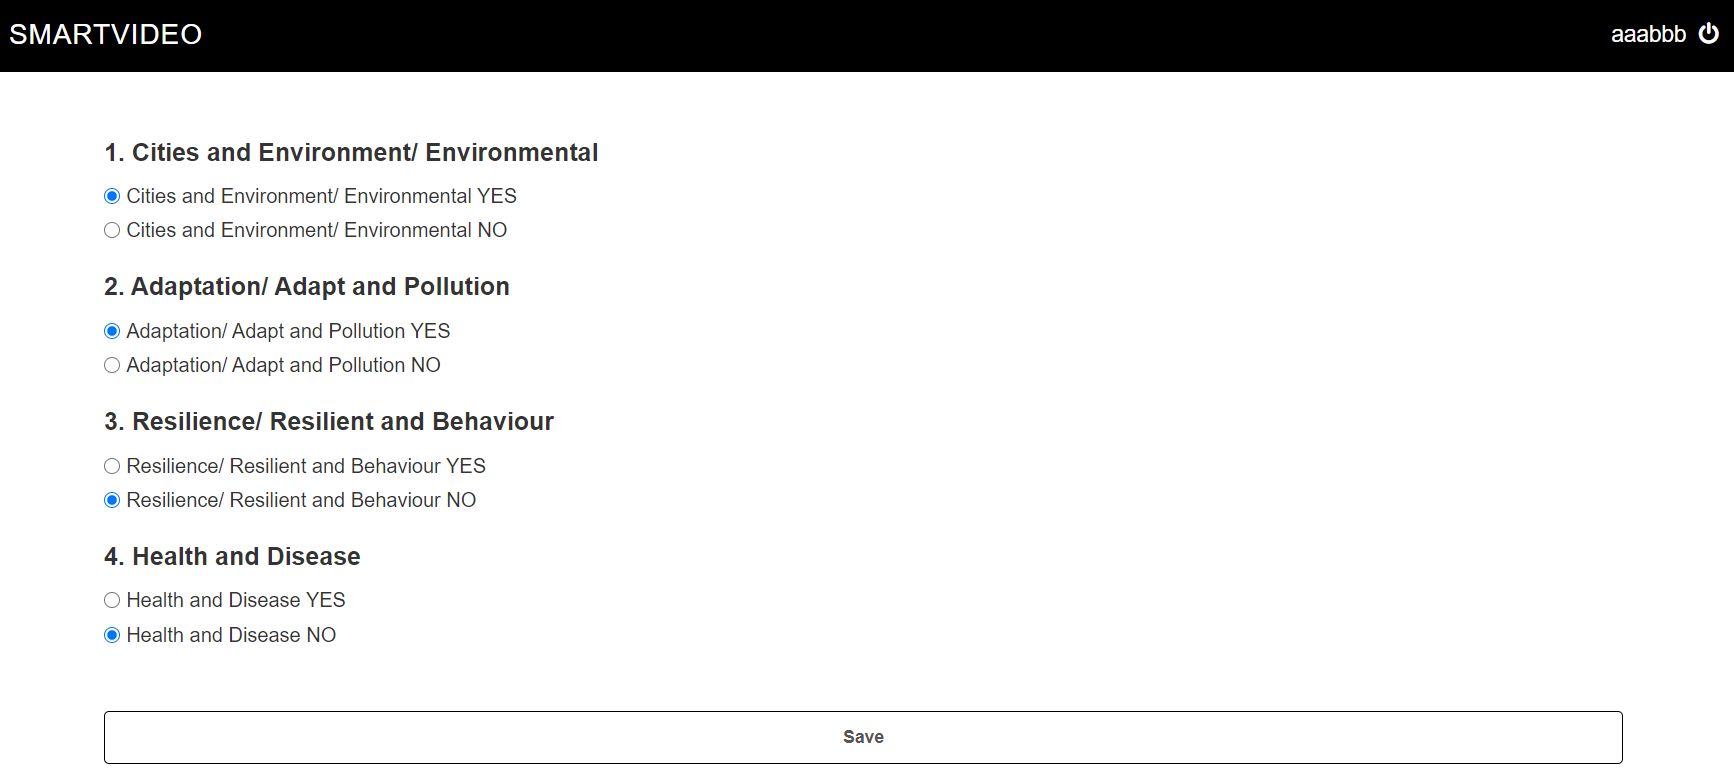 SMARTVIDEO
aaabbb
1. Cities and Environment/ Environmental
Cities and Environment/ Environmental YES
Cities and Environment/ Environmental NO
2. Adaptation/ Adapt and Pollution
Adaptation/ Adapt and Pollution YES
Adaptation/ Adapt and Pollution NO
3. Resilience/ Resilient and Behaviour
Resilience/ Resilient and Behaviour YES
Resilience/ Resilient and Behaviour NO
4. Health and Disease
Health and Disease YES
Health and Disease NO
Save